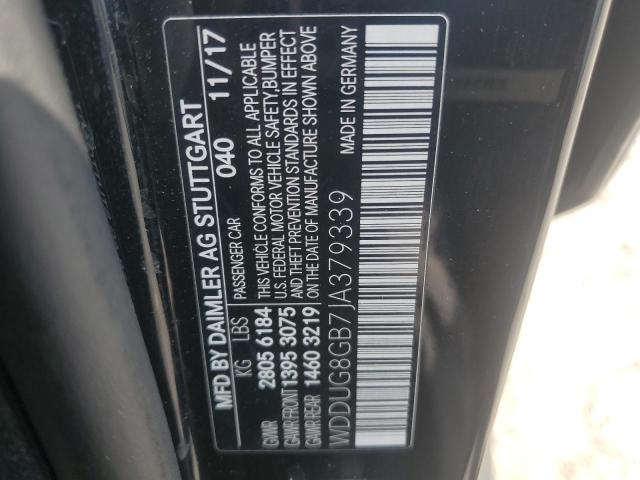 MFD BY DAIMLER AG STUTTGART
040 11/17
PASSENGER CAR
KG LBS
GVWR 2805 6184
GAWR FRONT 1395 3075
GAWR REAR 1460 3219
THIS VEHICLE CONFORMS TO ALL APPLICABLE
U.S. FEDERAL MOTOR VEHICLE SAFETY, BUMPER
AND THEFT PREVENTION STANDARDS IN EFFECT
ON THE DATE OF MANUFACTURE SHOWN ABOVE
MADE IN GERMANY
WDDUG8GB7JA379339